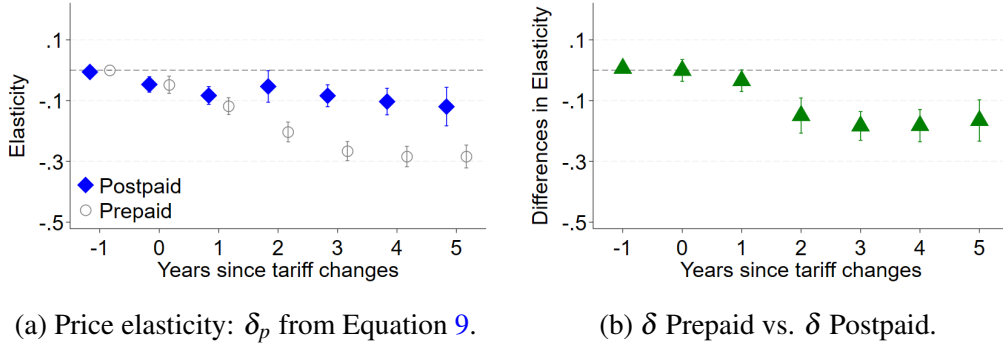 .1
-.1
-.3
-.5
Elasticity
Postpaid
Prepaid
-1 0 1 2 3 4 5
Years since tariff changes
(a) Price elasticity: δp from Equation 9.
.1
-.1
-.3
-.5
Differences in Elasticity
-1 0 1 2 3 4 5
Years since tariff changes
(b) δ Prepaid vs. δ Postpaid.